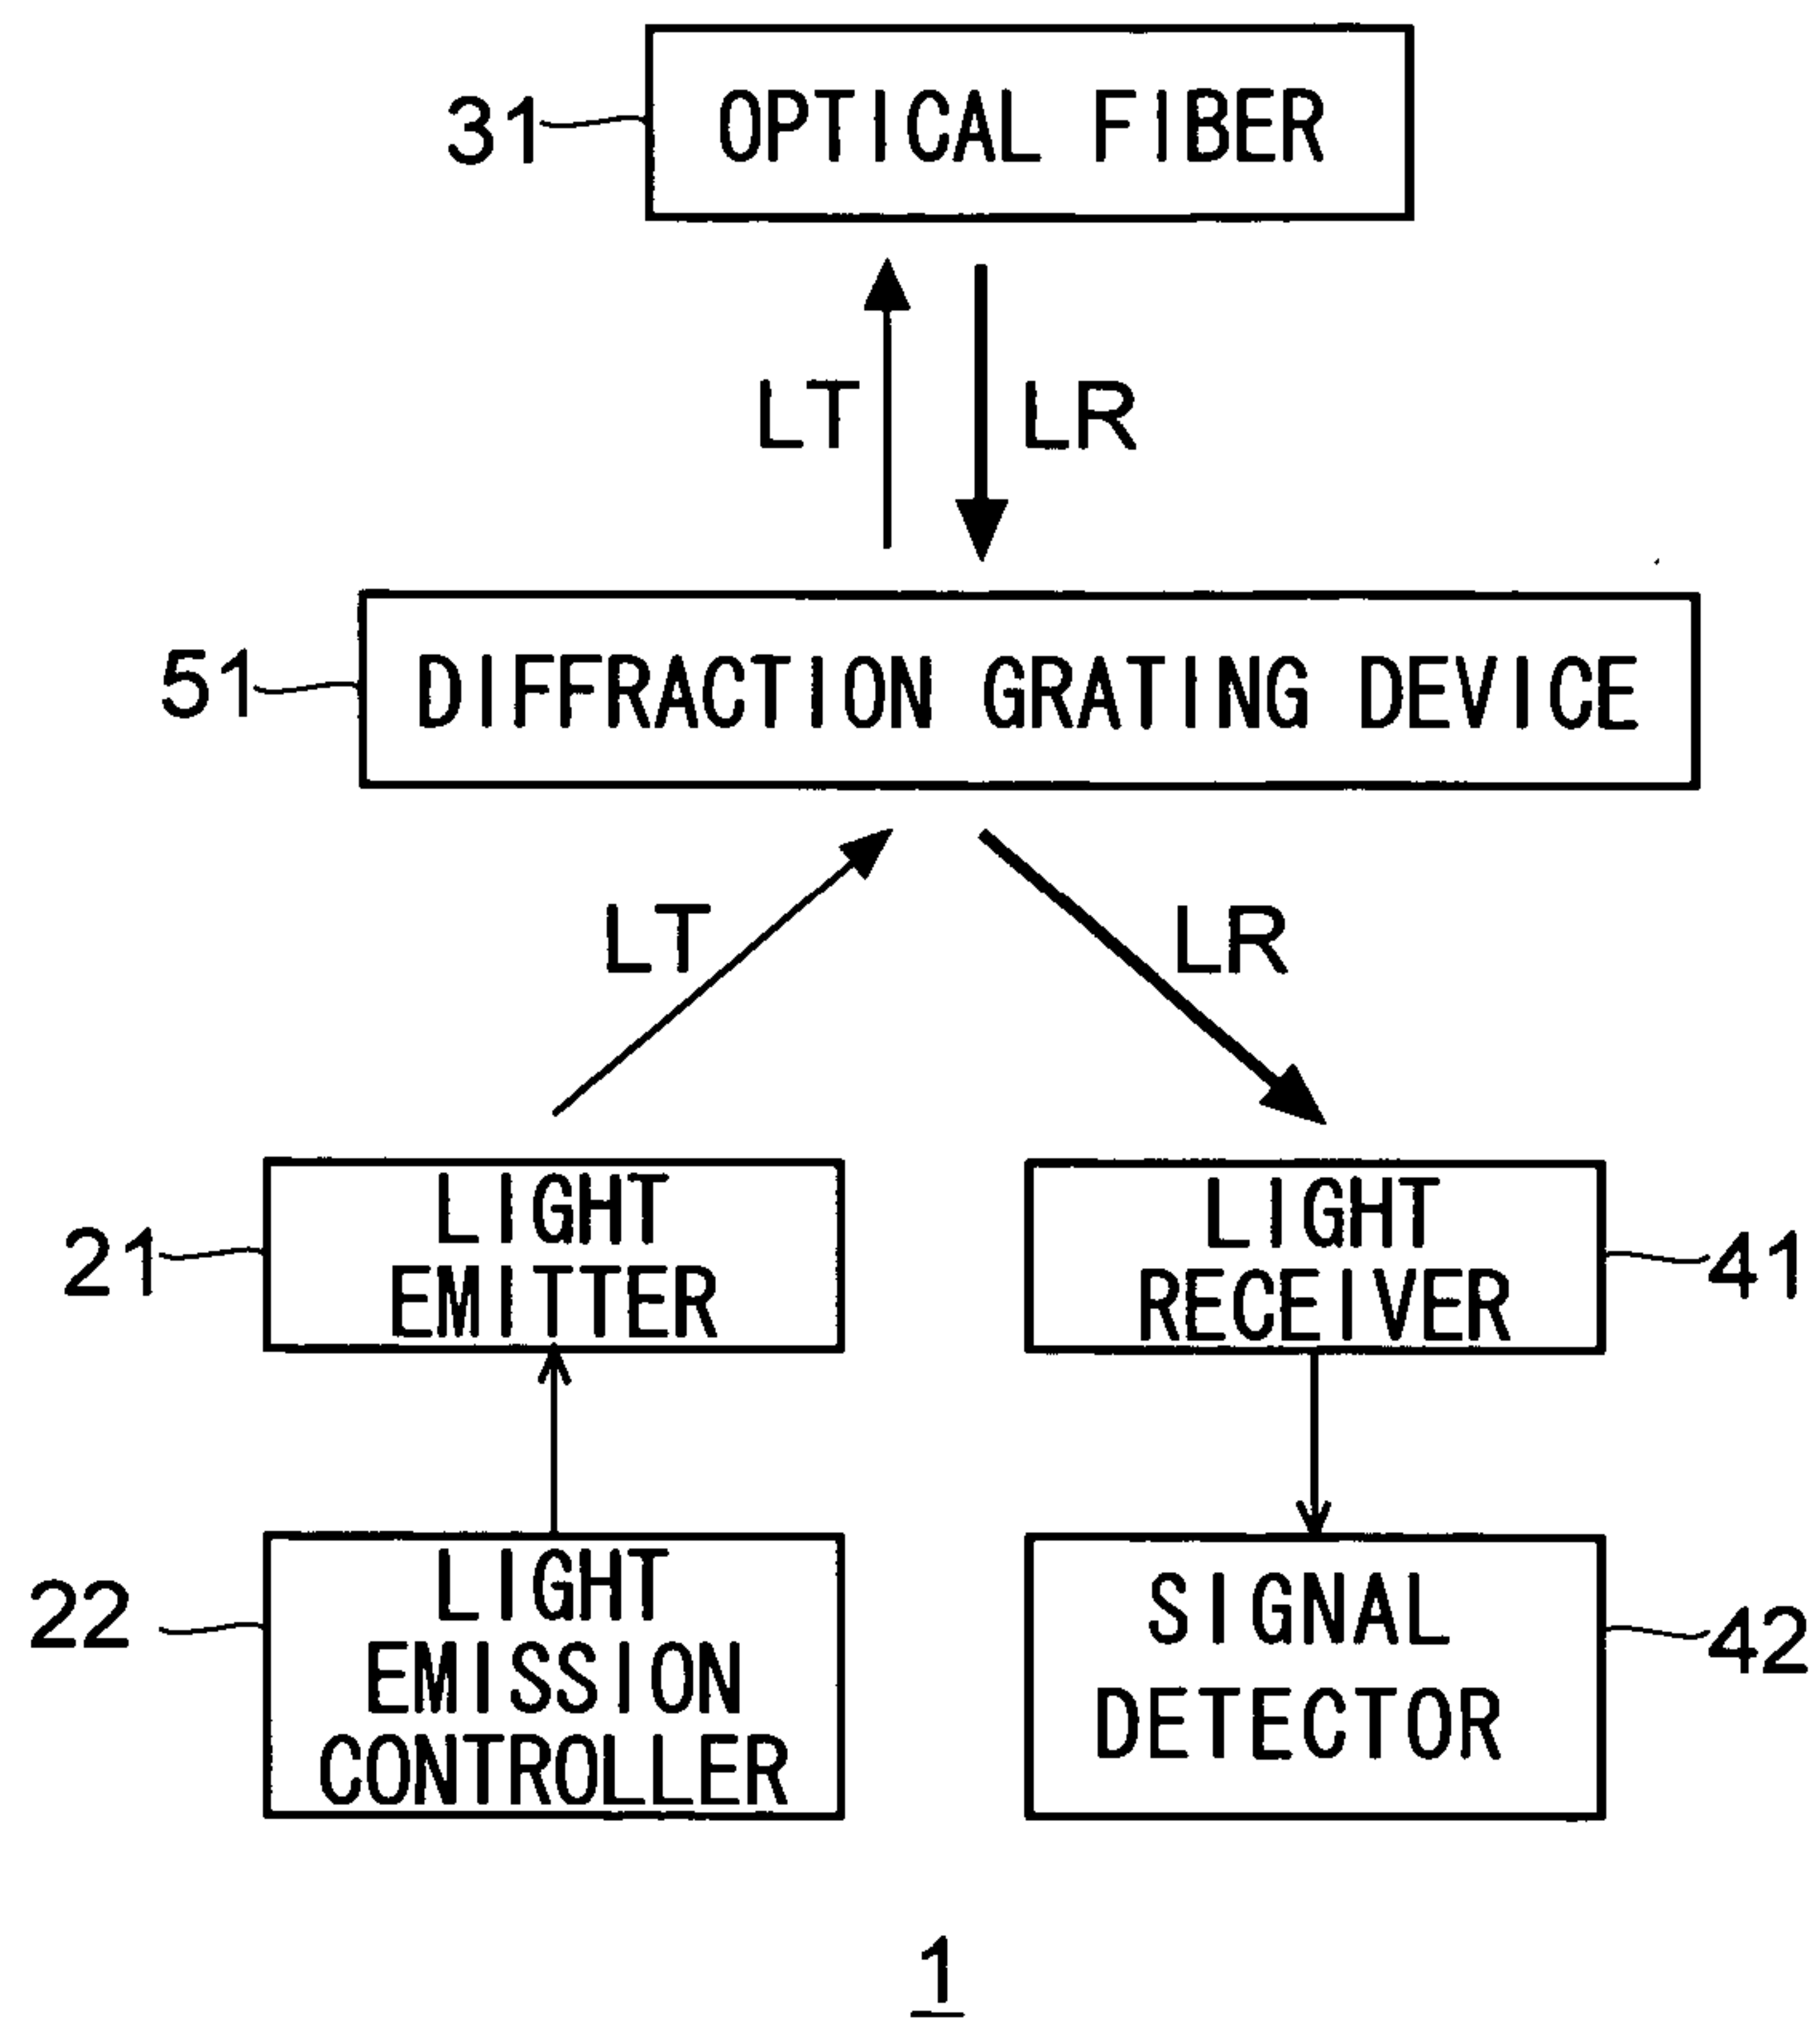 31
OPTICAL FIBER
LT
LR
51
DIFFRACTION GRATING DEVICE
LT
LR
21
LIGHT
EMITTER
LIGHT
RECEIVER
41
22
LIGHT
EMISSION
CONTROLLER
SIGNAL
DETECTOR
42
1